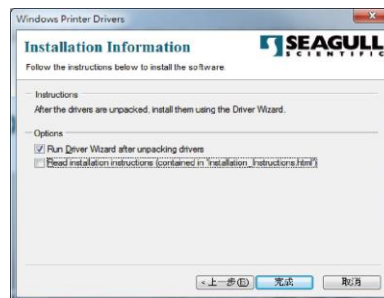 Windows Printer Drivers
Installation Information
SEAGULL
SCIENTIFIC
Follow the instructions below to install the software.
Instructions
After the drivers are unpacked, install them using the Driver Wizard.
Options
Run Driver Wizard after unpacking drivers
Read installation instructions (contained in 'Installation_Instructions.html')
<上一步(B) 完成 取消